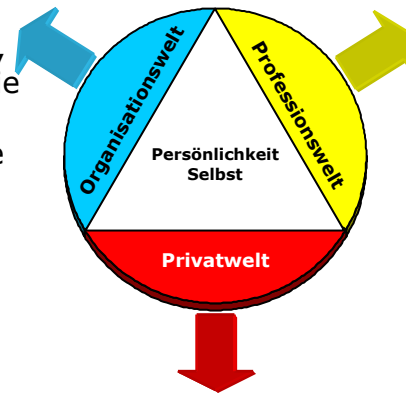 Organisationswelt
Professionswelt
Persönlichkeit
Selbst
Privatwelt
e